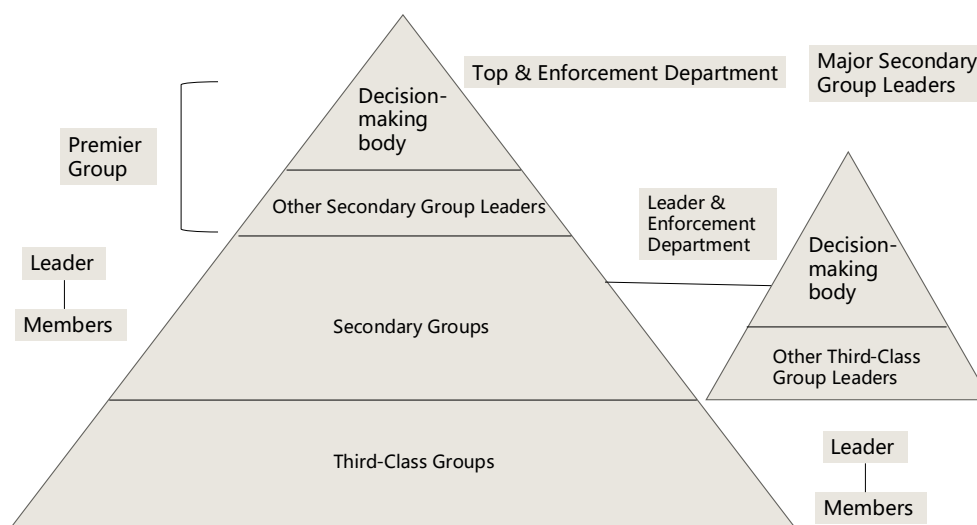 Top & Enforcement Department
Major Secondary
Group Leaders
Decision-
making
body
Premier
Group
Other Secondary Group Leaders
Leader &
Enforcement
Department
Decision-
making
body
Leader
Members
Secondary Groups
Other Third-Class
Group Leaders
Third-Class Groups
Leader
Members